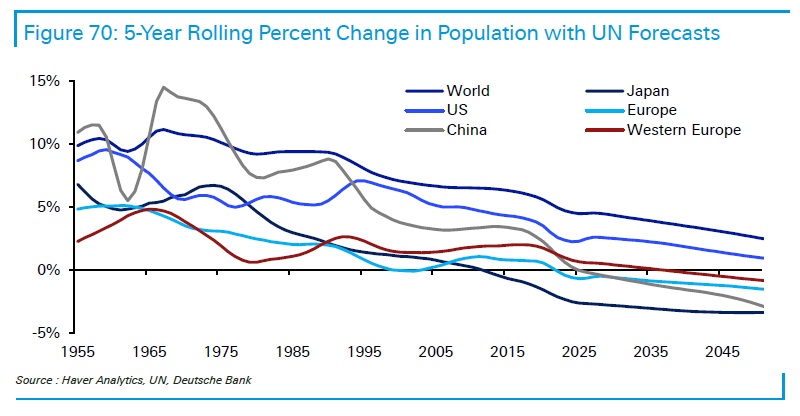 Figure 70: 5-Year Rolling Percent Change in Population with UN Forecasts
15%
10%
5%
0%
-5%
World
Japan
US
Europe
China
Western Europe
1955 1965 1975 1985 1995 2005 2015 2025 2035 2045
Source : Haver Analytics, UN, Deutsche Bank